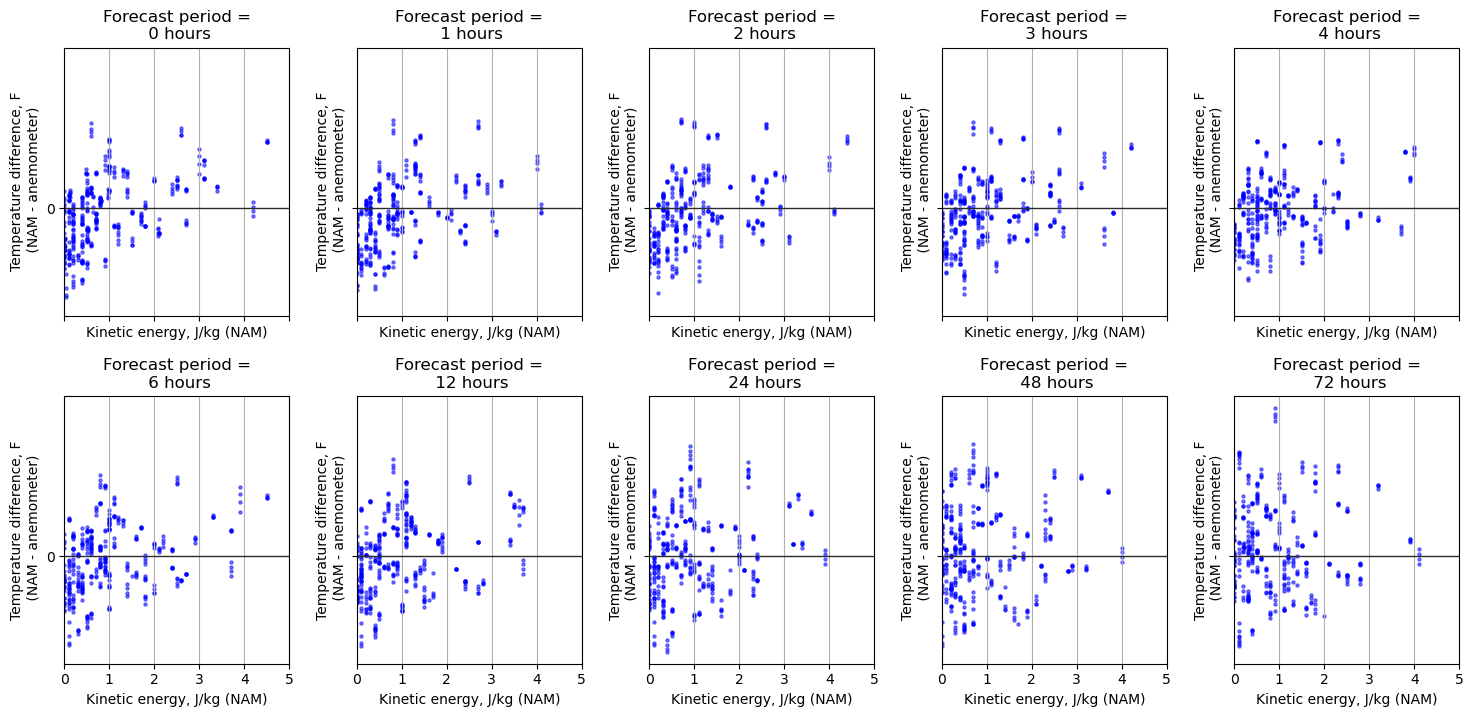 Forecast period =
0 hours
Forecast period =
1 hours
Forecast period =
2 hours
Forecast period =
3 hours
Forecast period =
4 hours
Temperature difference, F
(NAM - anemometer)
0
Temperature difference, F
(NAM - anemometer)
Temperature difference, F
(NAM - anemometer)
Temperature difference, F
(NAM - anemometer)
Temperature difference, F
(NAM - anemometer)
Kinetic energy, J/kg (NAM)
Kinetic energy, J/kg (NAM)
Kinetic energy, J/kg (NAM)
Kinetic energy, J/kg (NAM)
Kinetic energy, J/kg (NAM)
Forecast period =
6 hours
Forecast period =
12 hours
Forecast period =
24 hours
Forecast period =
48 hours
Forecast period =
72 hours
Temperature difference, F
(NAM - anemometer)
0
Temperature difference, F
(NAM - anemometer)
Temperature difference, F
(NAM - anemometer)
Temperature difference, F
(NAM - anemometer)
Temperature difference, F
(NAM - anemometer)
0 1 2 3 4 5
0 1 2 3 4 5
0 1 2 3 4 5
0 1 2 3 4 5
0 1 2 3 4 5
Kinetic energy, J/kg (NAM)
Kinetic energy, J/kg (NAM)
Kinetic energy, J/kg (NAM)
Kinetic energy, J/kg (NAM)
Kinetic energy, J/kg (NAM)